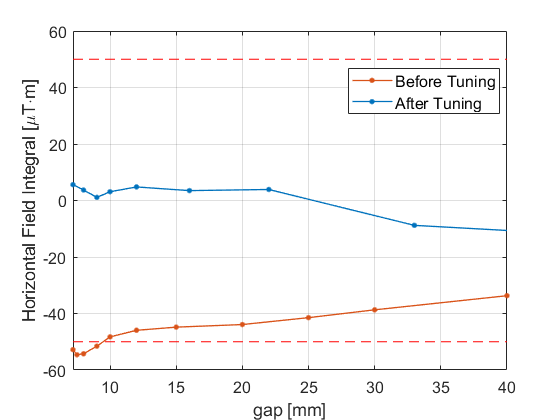 60
40
20
0
-20
-40
-60
Horizontal Field Integral [μT·m]
Before Tuning
After Tuning
10 15 20 25 30 35 40
gap [mm]